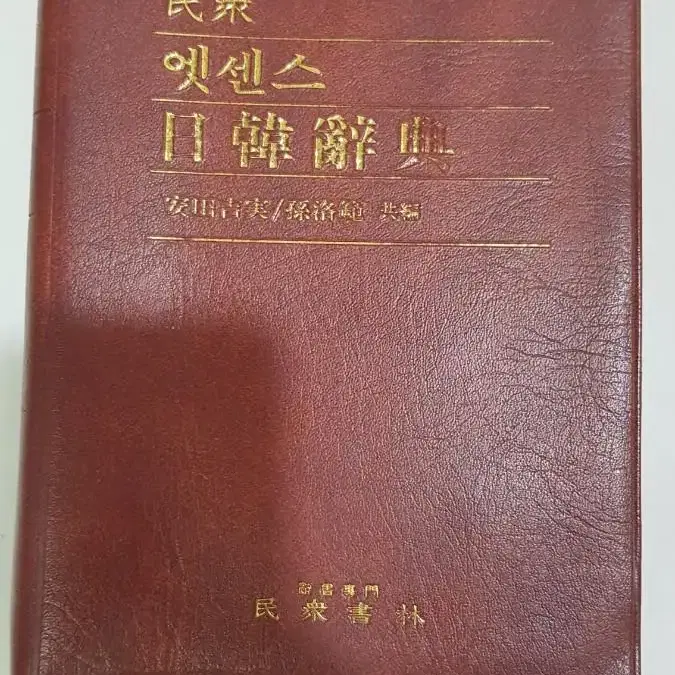 民衆
엣센스
日韓辭典
安田吉実/孫洛範 共編
辭書專門
民衆書林